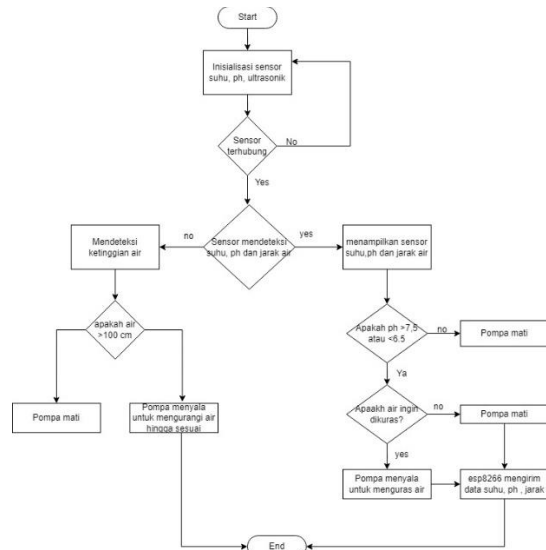 Start
Inisialisasi sensor
suhu, ph, ultrasonik
Sensor
terhubung
No
Yes
Sensor mendeteksi
suhu, ph dan jarak air
no
yes
Mendeteksi
ketinggian air
menampilkan sensor
suhu,ph dan jarak air
apakah air
>100 cm
Apakah ph >7,5
atau <6.5
no
Pompa mati
Ya
Pompa mati
Pompa menyala
untuk mengurangi air
hingga sesuai
Apaakh air ingin
dikuras?
no
Pompa mati
yes
Pompa menyala
untuk menguras air
esp8266 mengirim
data suhu, ph , jarak
End